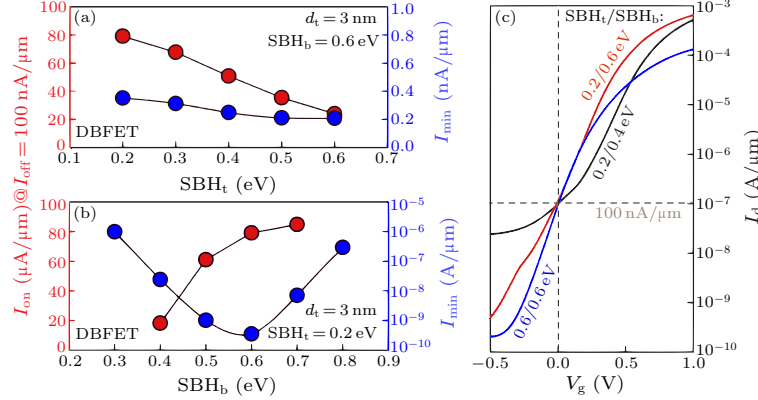 I_on (μA/μm)@I_off=100 nA/μm
(a)
d_t=3 nm
SBH_b=0.6 eV
DBFET
100
80
60
40
20
0
1.0
0.8
0.6
0.4
0.2
0.0
I_min (nA/μm)
0.1 0.2 0.3 0.4 0.5 0.6 0.7
SBH_t (eV)
(b)
d_t=3 nm
SBH_t=0.2 eV
DBFET
100
80
60
40
20
0
10^-5
10^-6
10^-7
10^-8
10^-9
10^-10
I_min (A/μm)
0.2 0.3 0.4 0.5 0.6 0.7 0.8 0.9
SBH_b (eV)
(c)
SBH_t/SBH_b:
0.2/0.6 eV
0.2/0.4 eV
0.6/0.6 eV
100 nA/μm
10^-3
10^-4
10^-5
10^-6
10^-7
10^-8
10^-9
10^-10
I_d (A/μm)
-0.5 0.0 0.5 1.0
V_g (V)